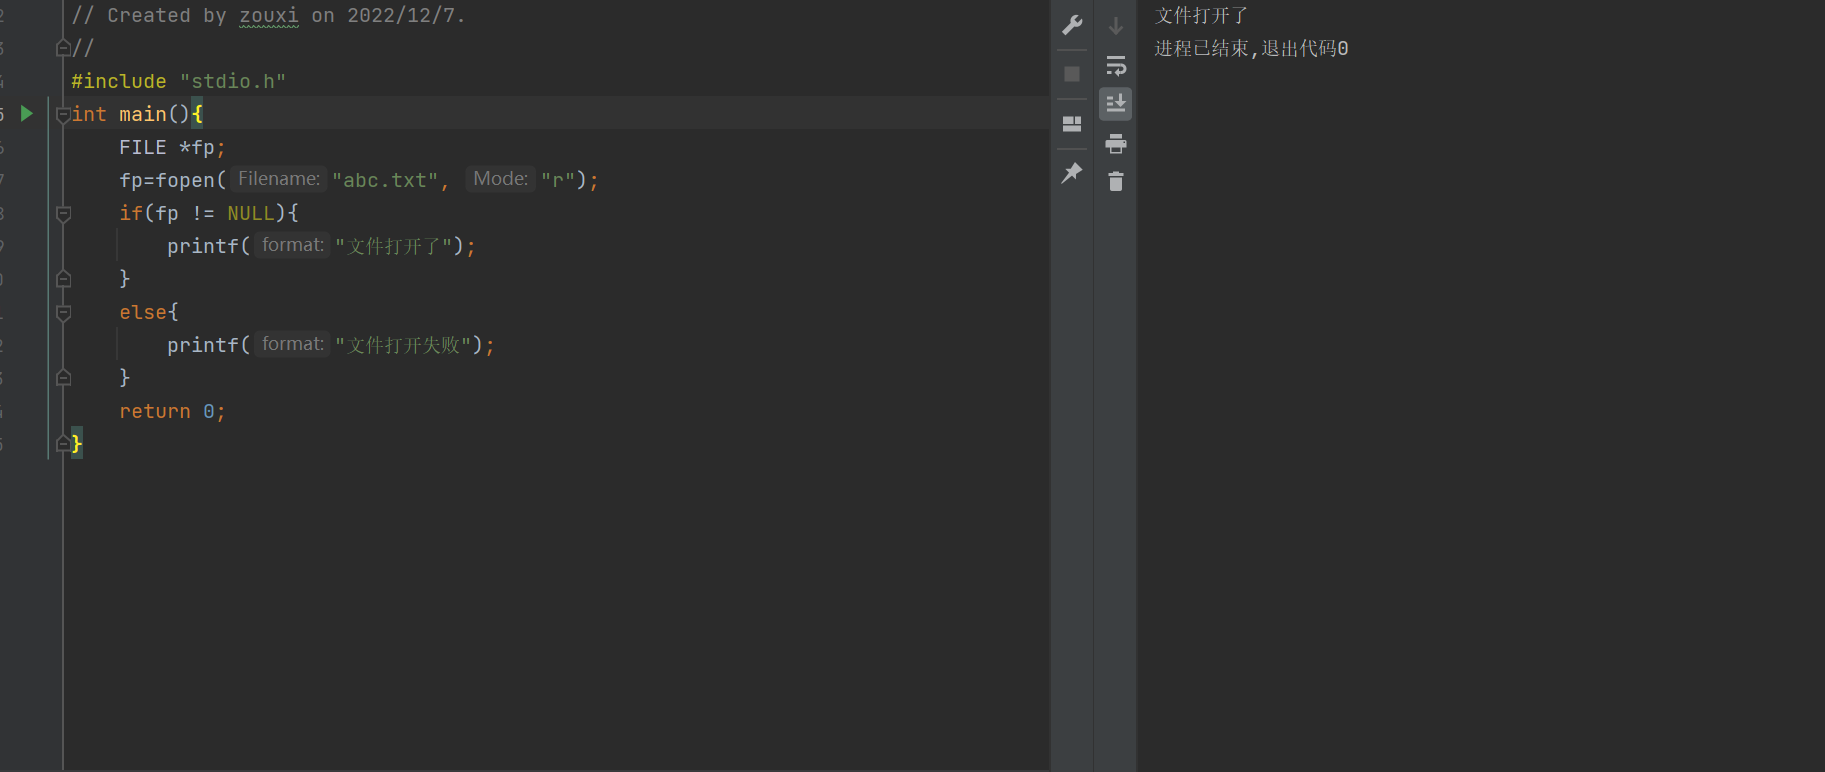 // Created by zouxi on 2022/12/7.
//
#include "stdio.h"
int main(){
    FILE *fp;
    fp=fopen( Filename: "abc.txt", Mode: "r");
    if(fp != NULL){
        printf( format: "文件打开了");
    }
    else{
        printf( format: "文件打开失败");
    }
    return 0;
}
文件打开了
进程已结束,退出代码0